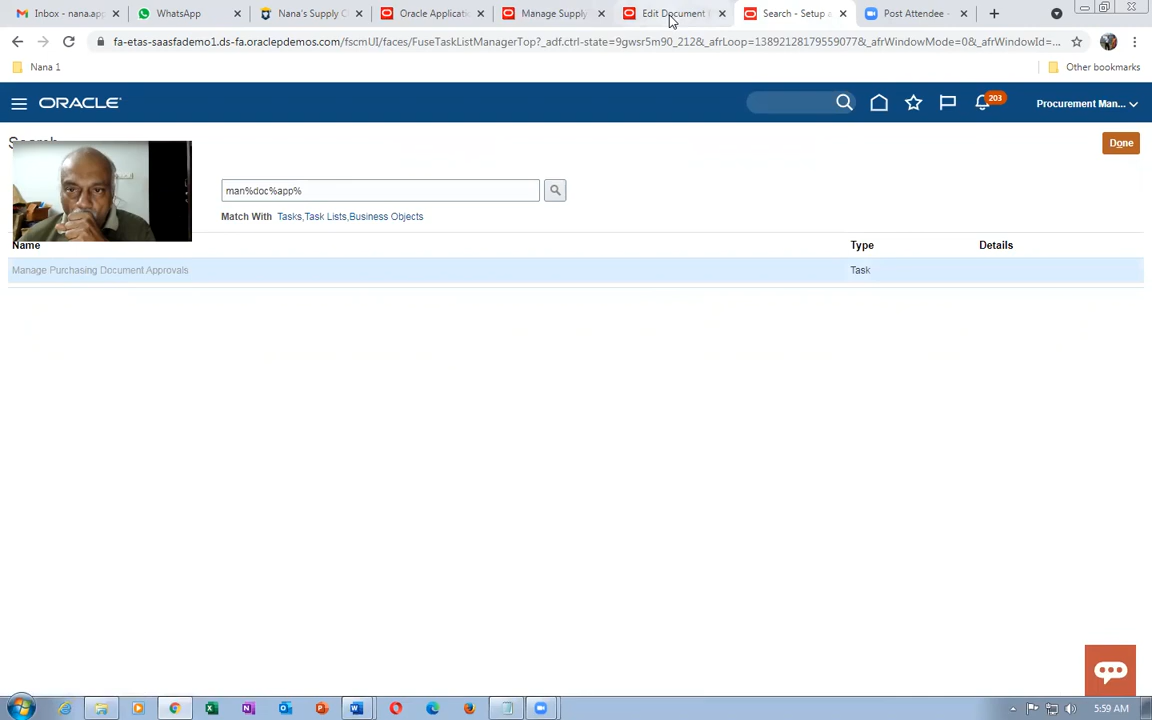 Inbox - nana.ap
WhatsApp
Nana's Supply C
Oracle Applicati
Manage Supply
Edit Document
Search - Setup a
Post Attendee -
fa-etas-saasfademo1.ds-fa.oraclepdemos.com/fscmUI/faces/FuseTaskListManagerTop?_adf.ctrl-state=9gwsr5m90_212&_afrLoop=138921281795590778&_afrWindowMode=0&_afrWindowId=...
Nana 1
Other bookmarks
ORACLE
203
Procurement Man...
Done
man%doc%app%
Match With Tasks,Task Lists,Business Objects
Name Type Details
Manage Purchasing Document Approvals Task
5:59 AM